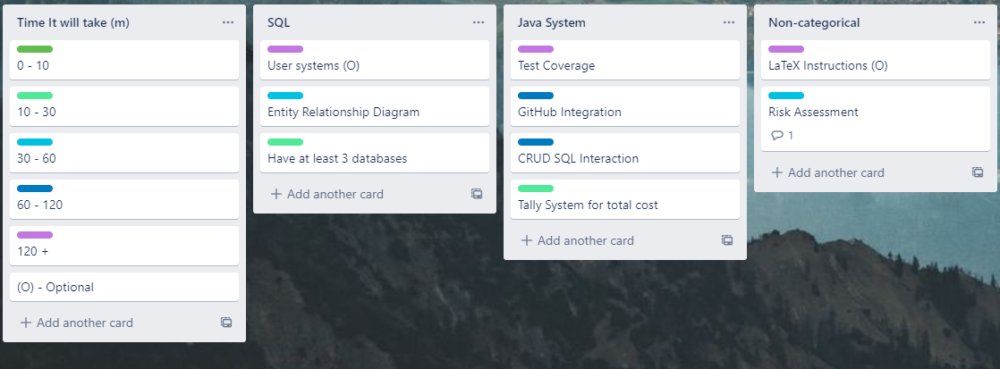 Time It will take (m)
0 - 10
10 - 30
30 - 60
60 - 120
120 +
(O) - Optional
Add another card
SQL
User systems (O)
Entity Relationship Diagram
Have at least 3 databases
Add another card
Java System
Test Coverage
GitHub Integration
CRUD SQL Interaction
Tally System for total cost
Add another card
Non-categorical
LaTeX Instructions (O)
Risk Assessment
1
Add another card